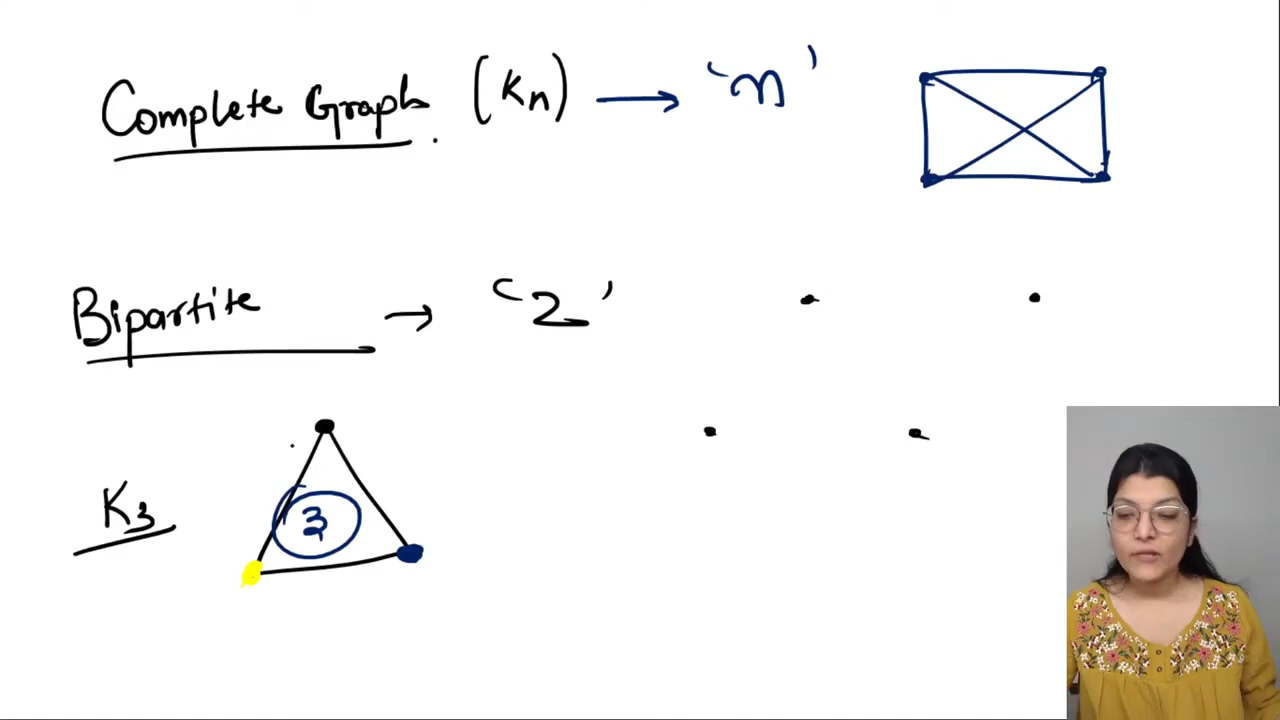 Complete Graph (Kn) → 'n'
Bipartite → '2'
K3
3